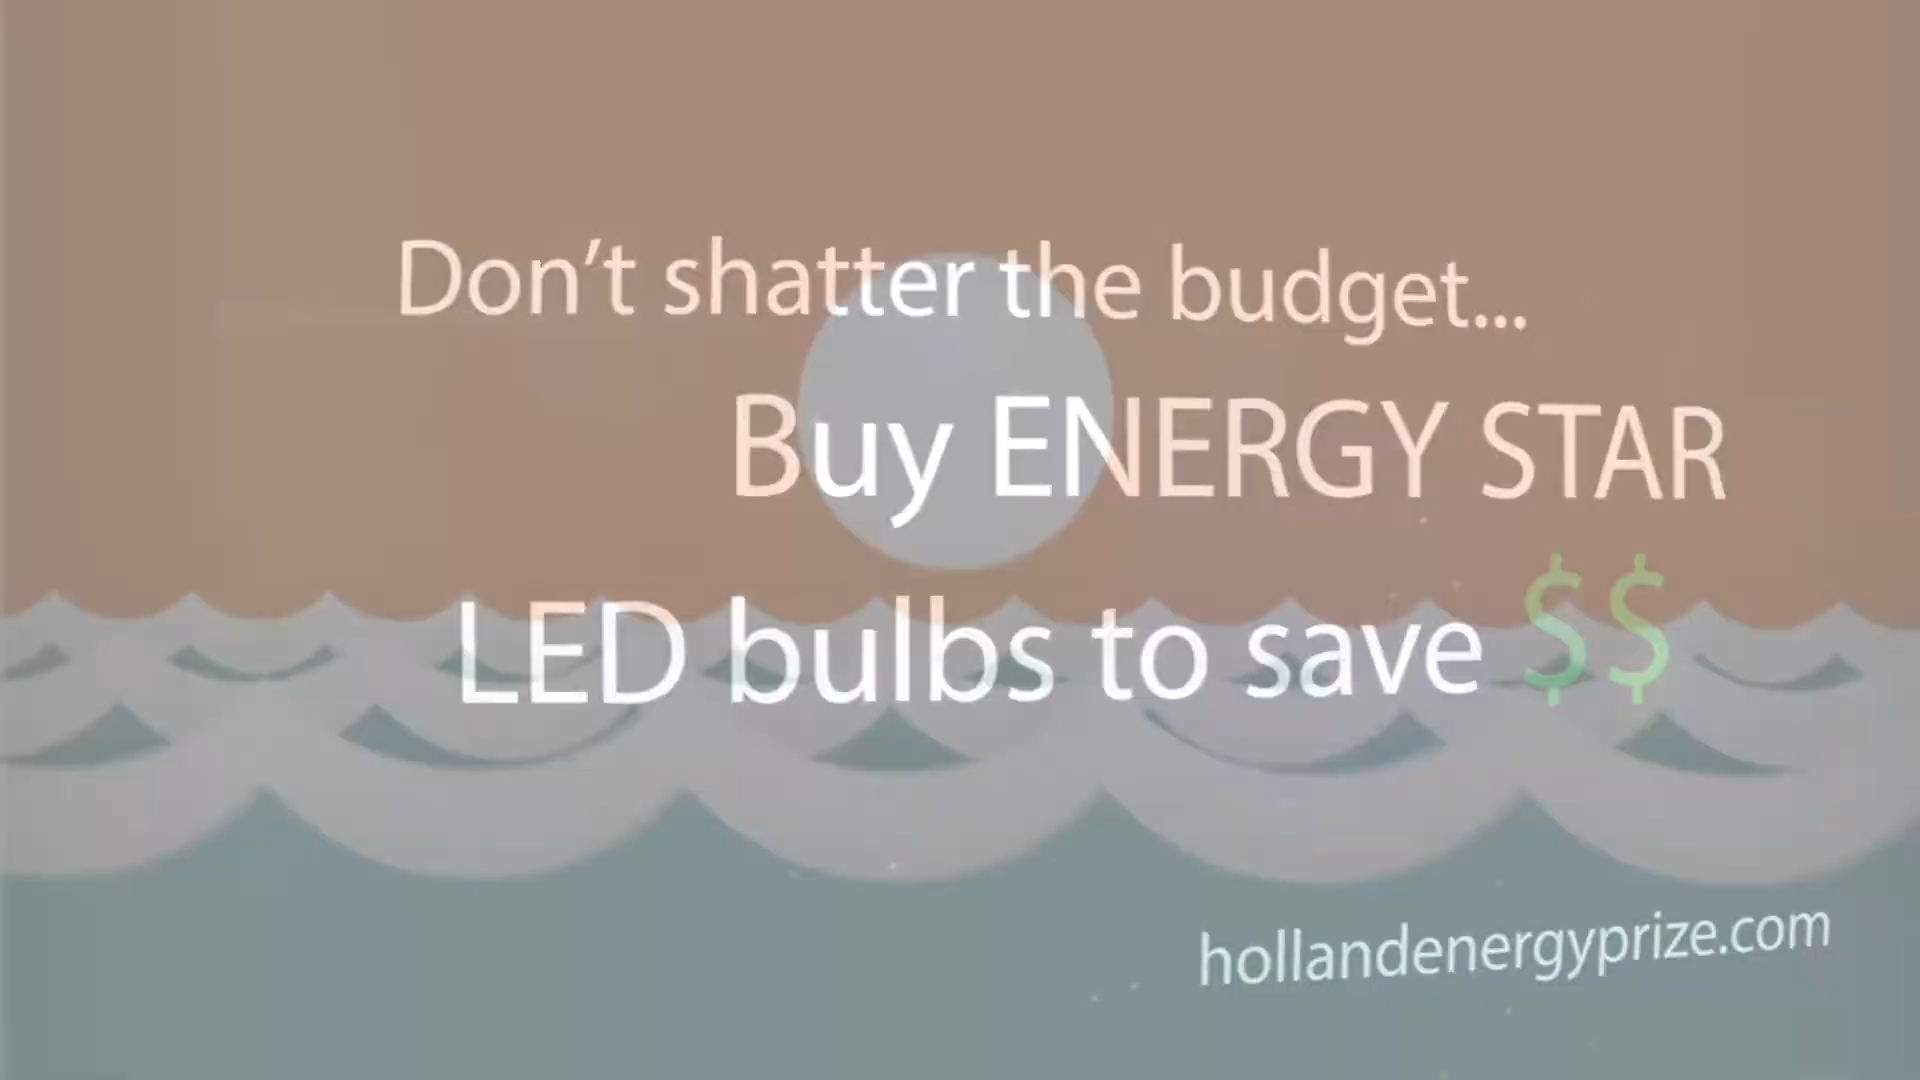 Don't shatter the budget...
Buy ENERGY STAR
LED bulbs to save $$
hollandenergyprize.com